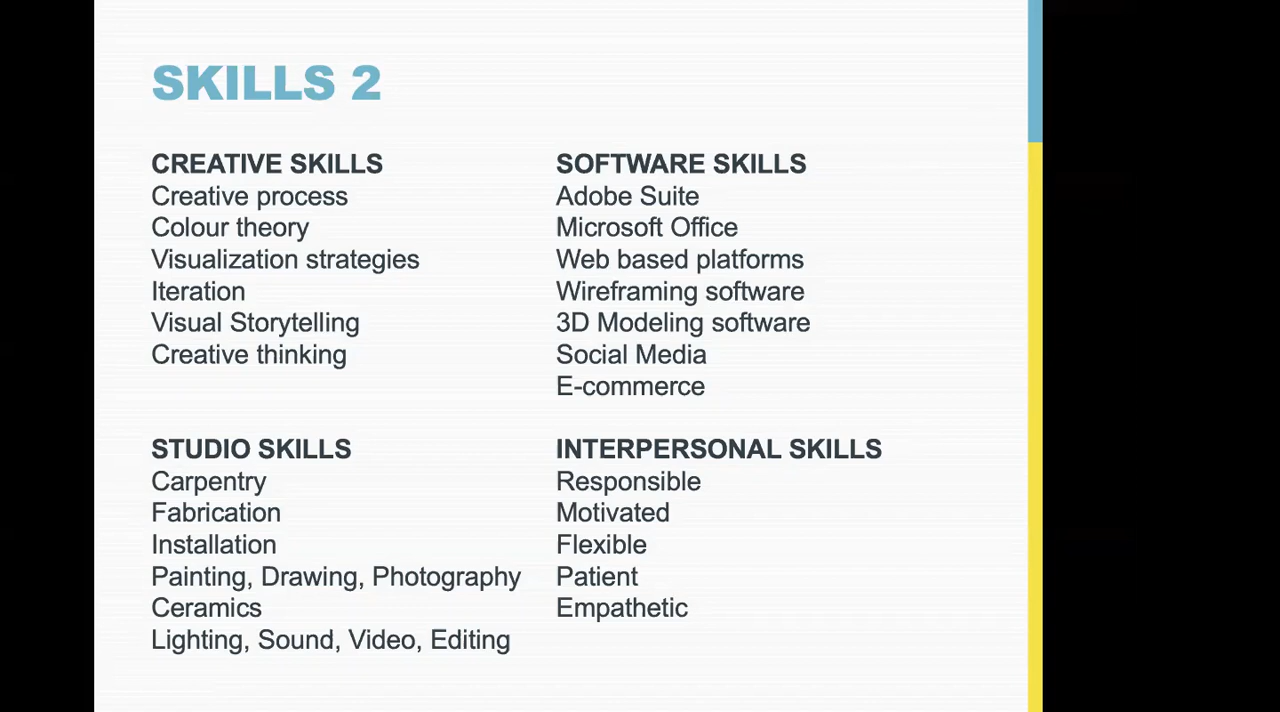 SKILLS 2
CREATIVE SKILLS
Creative process
Colour theory
Visualization strategies
Iteration
Visual Storytelling
Creative thinking
STUDIO SKILLS
Carpentry
Fabrication
Installation
Painting, Drawing, Photography
Ceramics
Lighting, Sound, Video, Editing
SOFTWARE SKILLS
Adobe Suite
Microsoft Office
Web based platforms
Wireframing software
3D Modeling software
Social Media
E-commerce
INTERPERSONAL SKILLS
Responsible
Motivated
Flexible
Patient
Empathetic